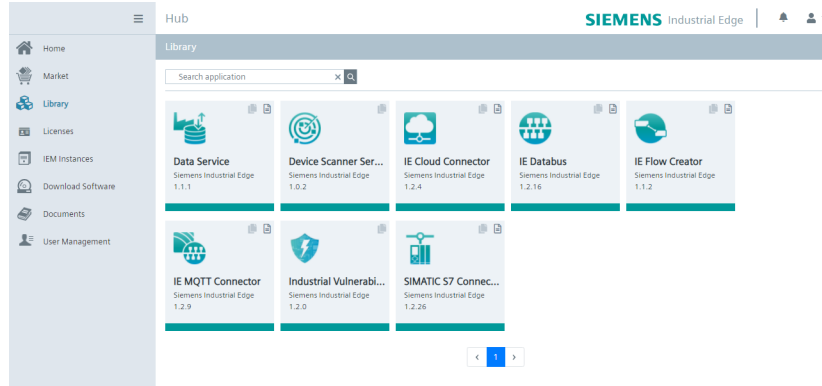 Hub
SIEMENS Industrial Edge
Home
Market
Library
Licenses
IEM Instances
Download Software
Documents
User Management
Library
Search application
Data Service
Siemens Industrial Edge
1.1.1
Device Scanner Ser...
Siemens Industrial Edge
1.0.2
IE Cloud Connector
Siemens Industrial Edge
1.2.4
IE Databus
Siemens Industrial Edge
1.2.16
IE Flow Creator
Siemens Industrial Edge
1.1.2
IE MQTT Connector
Siemens Industrial Edge
1.2.9
Industrial Vulnerabi...
Siemens Industrial Edge
1.2.0
SIMATIC S7 Connec...
Siemens Industrial Edge
1.2.26
‹ 1 ›